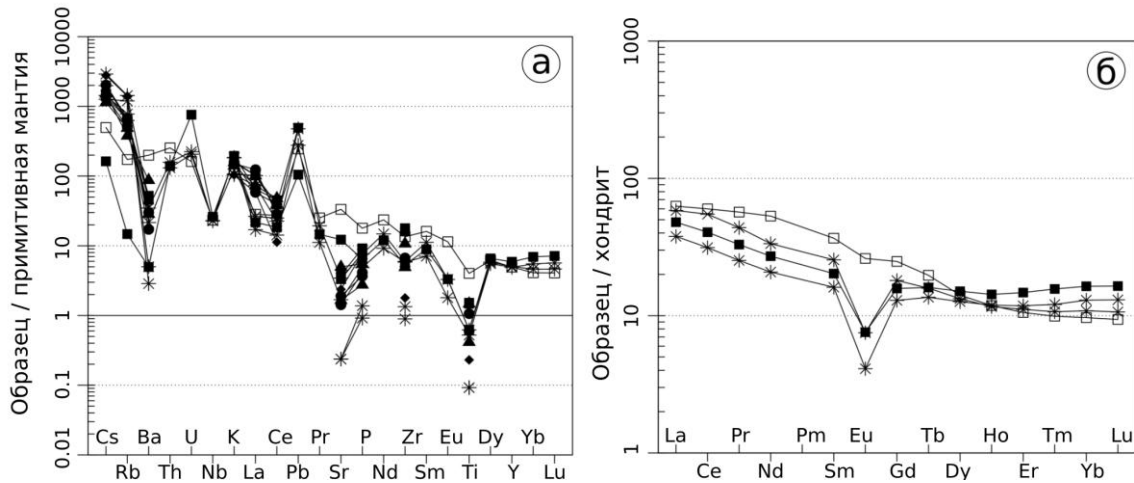 Образец / примитивная мантия
10000
1000
100
10
1
0.1
0.01
а
Cs Ba U K Ce Pr P Zr Eu Dy Yb
Rb Th Nb La Pb Sr Nd Sm Ti Y Lu
Образец / хондрит
1000
100
10
1
б
La Pr Pm Eu Tb Ho Tm Lu
Ce Nd Sm Gd Dy Er Yb